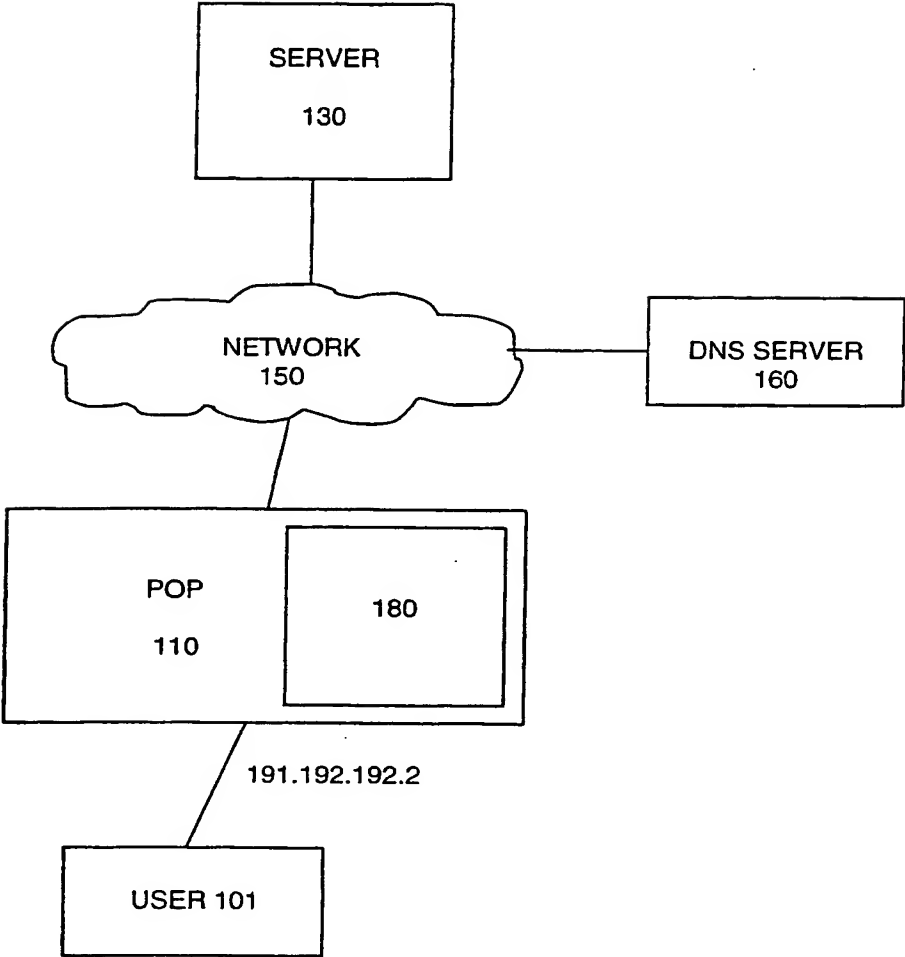 SERVER
130
NETWORK
150
DNS SERVER
160
POP
110
180
191.192.192.2
USER 101